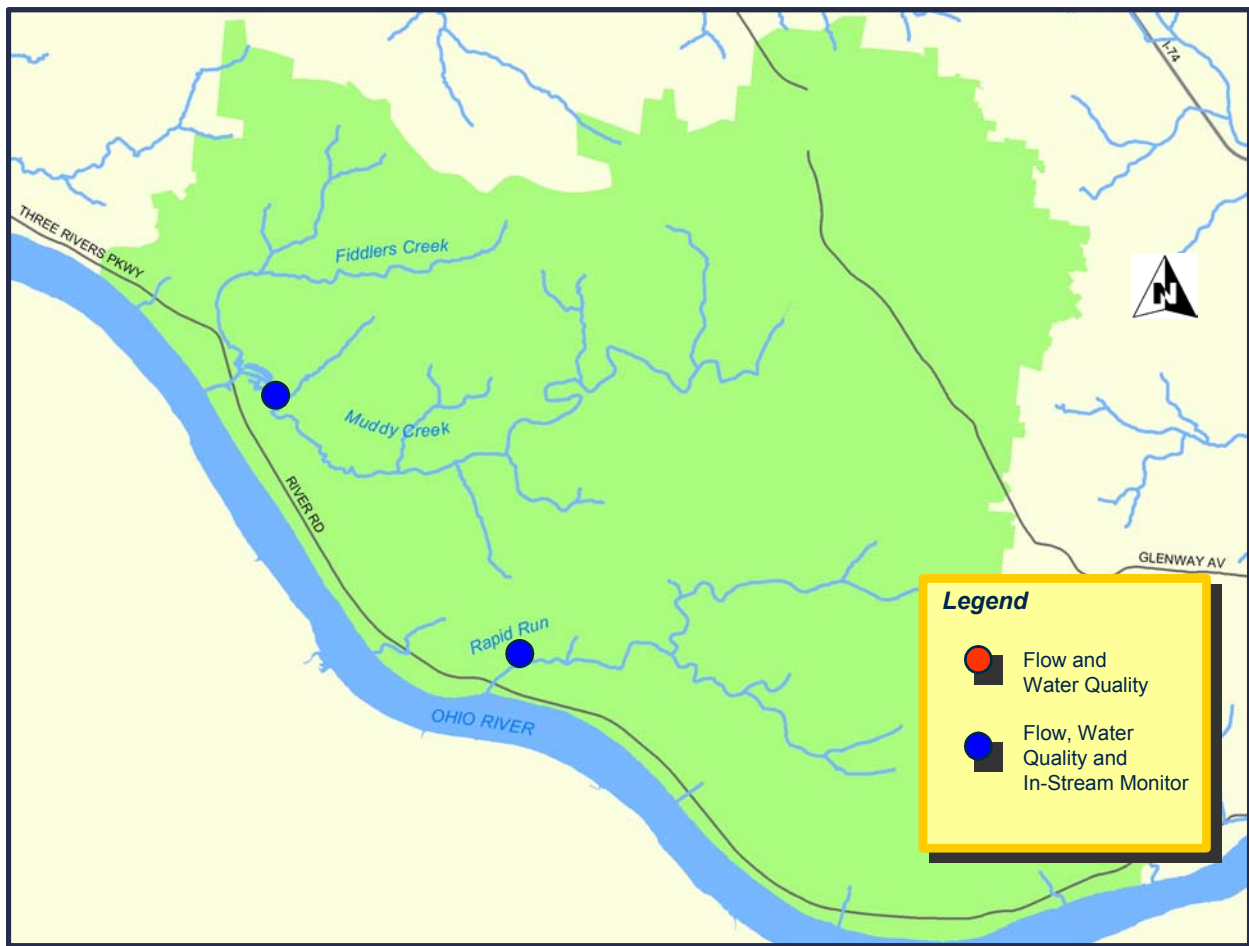 I-74
THREE RIVERS PKWY
Fiddlers Creek
N
Muddy Creek
RIVER RD
GLENWAY AV
Rapid Run
OHIO RIVER
Legend
Flow and
Water Quality
Flow, Water
Quality and
In-Stream Monitor